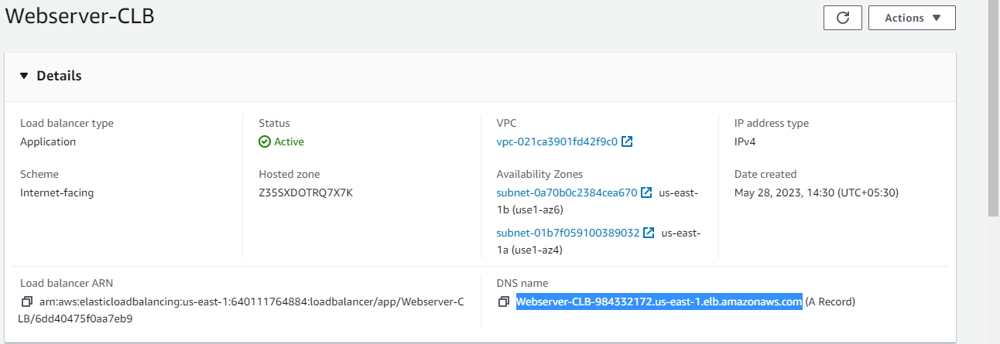 Webserver-CLB
Actions
Details
Load balancer type
Application
Status
Active
VPC
vpc-021ca3901fd42f9c0
IP address type
IPv4
Scheme
Internet-facing
Hosted zone
Z35SXDOTRQ7X7K
Availability Zones
subnet-0a70b0c2384cea670 us-east-
1b (use1-az6)
subnet-01b7f059100389032 us-east-
1a (use1-az4)
Date created
May 28, 2023, 14:30 (UTC+05:30)
Load balancer ARN
arn:aws:elasticloadbalancing:us-east-1:640111764884:loadbalancer/app/Webserver-C
LB/6dd40475f0aa7eb9
DNS name
Webserver-CLB-984332172.us-east-1.elb.amazonaws.com (A Record)